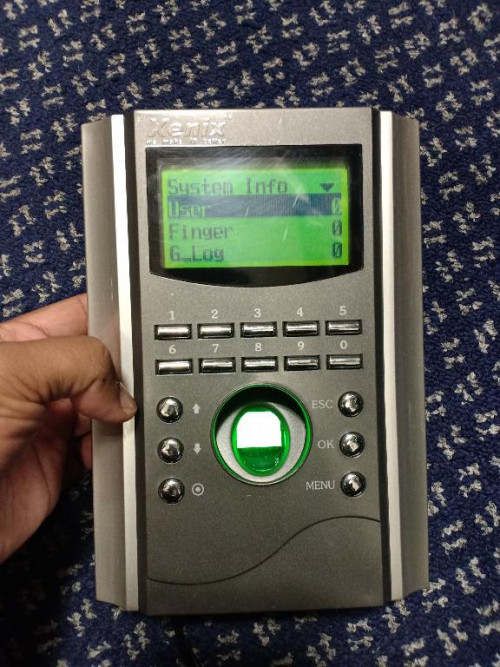 Xenix
System Info
User 0
Finger 0
G_Log 0
1 2 3 4 5
6 7 8 9 0
ESC
OK
MENU